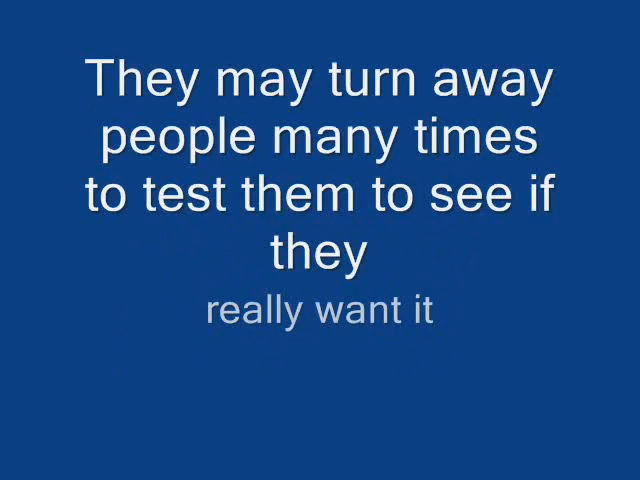 They may turn away
people many times
to test them to see if
they
really want it